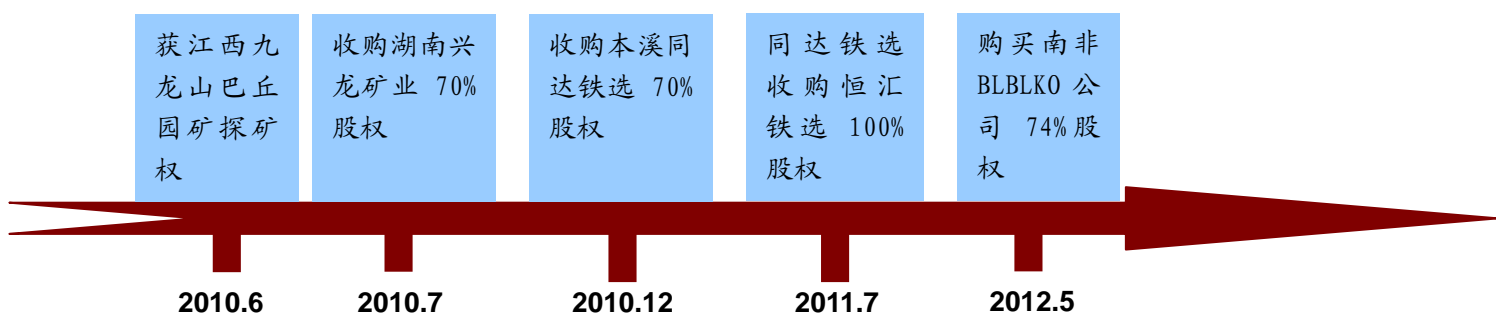 获江西九
龙山巴丘
园矿探矿
权
收购湖南兴
龙矿业 70%
股权
收购本溪同
达铁选 70%
股权
同达铁选
收购恒汇
铁选 100%
股权
购买南非
BLBLKO 公
司 74%股
权
2010.6
2010.7
2010.12
2011.7
2012.5